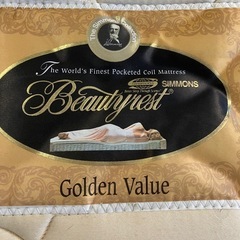 The World's Finest Pocketed Coil Mattress
Beautyrest®
SIMMONS
Golden Value